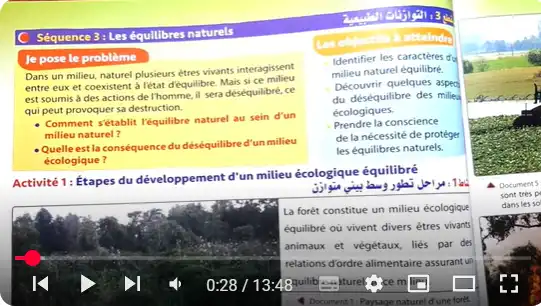 Séquence 3 : Les équilibres naturels
3 : التوازنات الطبيعية
Je pose le problème
Dans un milieu, naturel plusieurs êtres vivants interagissent
entre eux et coexistent à l'état d'équilibre. Mais si ce milieu
est soumis à des actions de l'homme, il sera déséquilibré, ce
qui peut provoquer sa destruction.
• Comment s'établit l'équilibre naturel au sein d'un
milieu naturel ?
• Quelle est la conséquence du déséquilibre d'un milieu
écologique ?
Les objectifs à atteindre
- Identifier les caractères d'un
milieu naturel équilibré.
- Découvrir quelques aspects
du déséquilibre des milieux
écologiques.
- Prendre la conscience
de la nécessité de protéger
les équilibres naturels.
Activité 1 : Étapes du développement d'un milieu écologique équilibré
1 : مراحل تطور وسط بيئي متوازن
La forêt constitue un milieu écologique
équilibré où vivent divers êtres vivants
animaux et végétaux, liés par des
relations d'ordre alimentaire assurant un
équilibre naturel ce mi
Document 1 : Paysage naturel d'une forêt.
Document 5
sont très p
dans les so
0:28 / 13:48